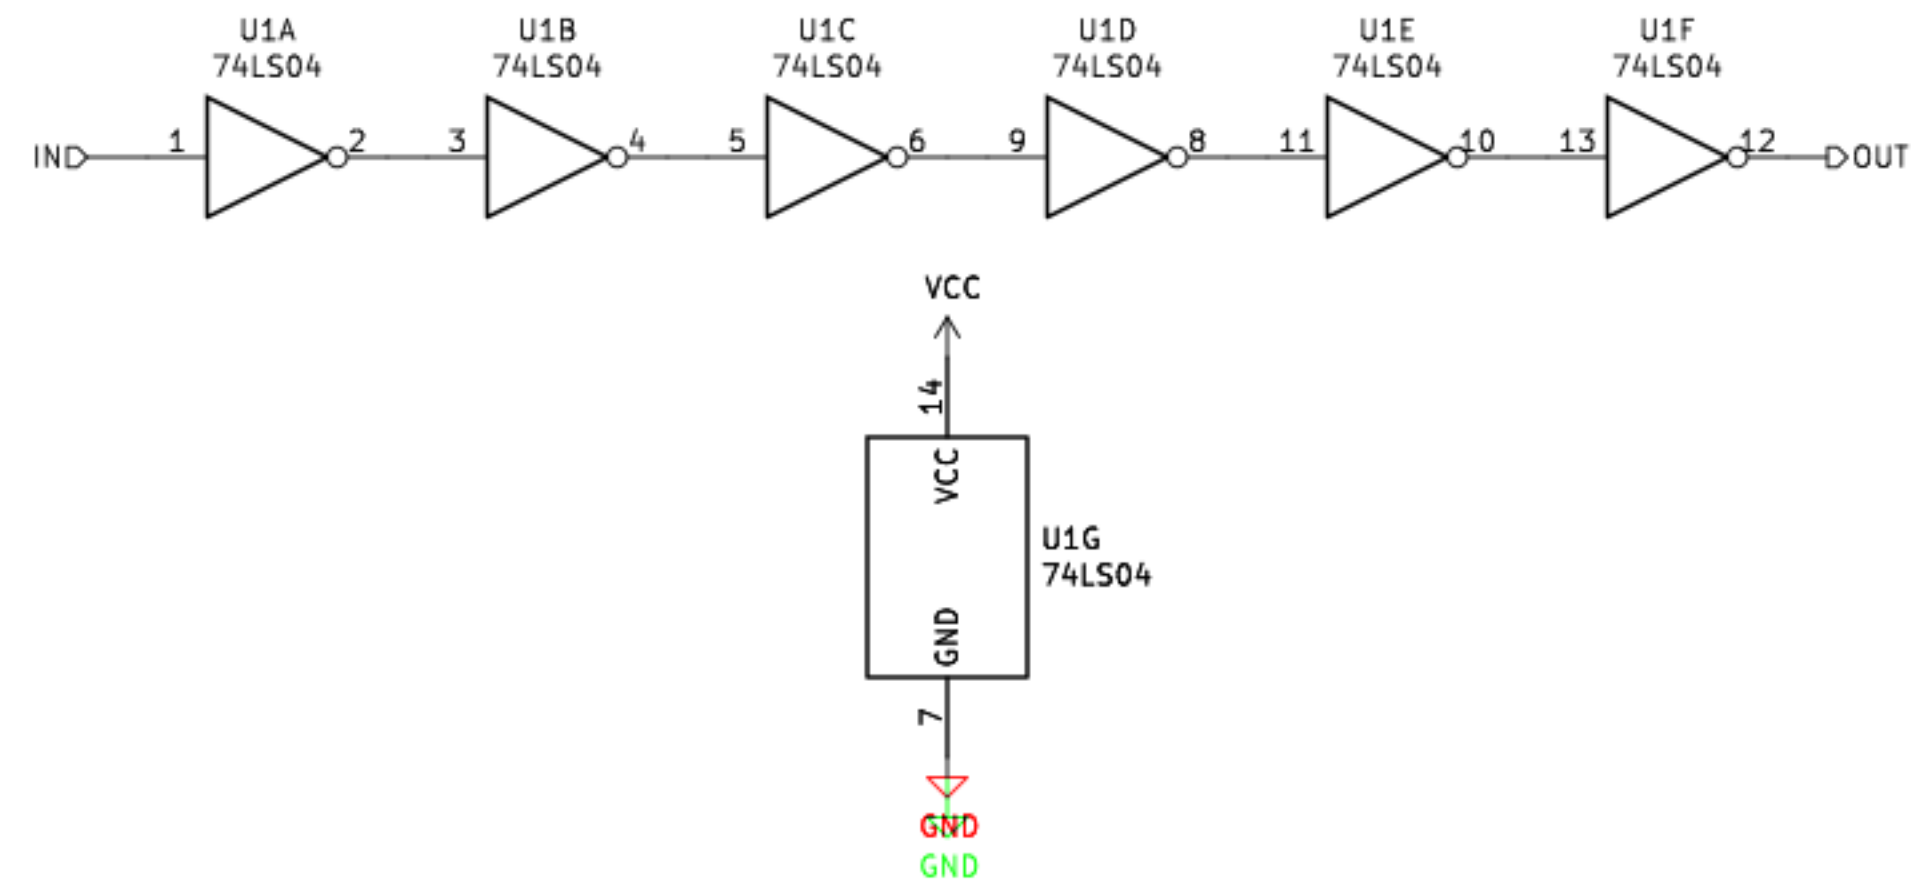 U1A U1B U1C U1D U1E U1F
74LS04 74LS04 74LS04 74LS04 74LS04 74LS04
IN 1 2 3 4 5 6 9 8 11 10 13 12 OUT
VCC
14
VCC
U1G
74LS04
GND
7
GND
GND